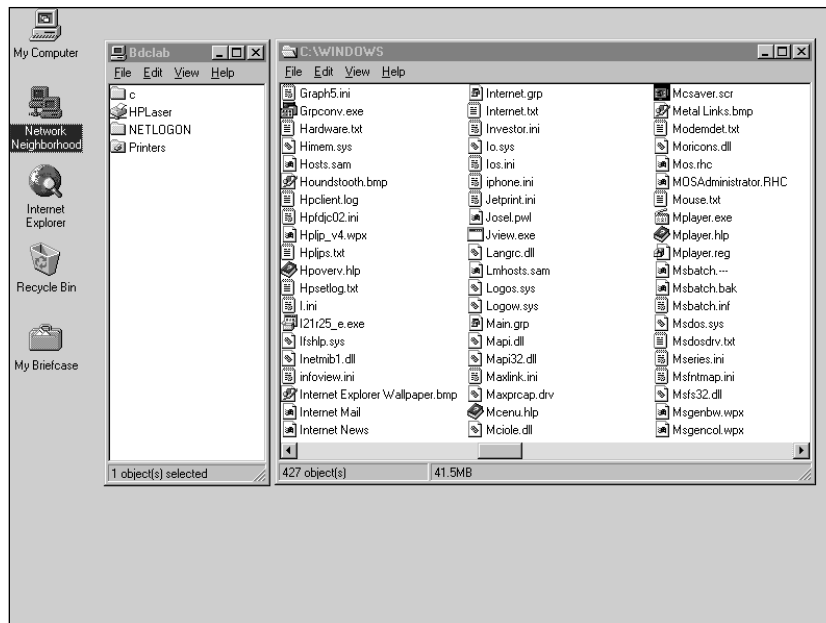 My Computer
Network
Neighborhood
Internet
Explorer
Recycle Bin
My Briefcase
Bdclab
File Edit View Help
c
HPLaser
NETLOGON
Printers
1 object(s) selected
C:\WINDOWS
File Edit View Help
Graph5.ini
Grpconv.exe
Hardware.txt
Himem.sys
Hosts.sam
Houndstooth.bmp
Hpclient.log
Hpfdjc02.ini
Hpljp_v4.wpx
Hpljps.txt
Hpoverv.hlp
Hpsetlog.txt
I.ini
I21r25_e.exe
Ifshlp.sys
Inetmib1.dll
infoview.ini
Internet Explorer Wallpaper.bmp
Internet Mail
Internet News
Internet.grp
Internet.txt
Investor.ini
Io.sys
Ios.ini
iphone.ini
Jetprint.ini
Josel.pwl
Jview.exe
Langrc.dll
Lmhosts.sam
Logos.sys
Logow.sys
Main.grp
Mapi.dll
Mapi32.dll
Maxlink.ini
Maxprcap.drv
Mcenu.hlp
Mciole.dll
Mcsaver.scr
Metal Links.bmp
Modemdet.txt
Moricons.dll
Mos.rhc
MOSAdministrator.RHC
Mouse.txt
Mplayer.exe
Mplayer.hlp
Mplayer.reg
Msbatch.---
Msbatch.bak
Msbatch.inf
Msdos.sys
Msdosdrv.txt
Mseries.ini
Msfntmap.ini
Msfs32.dll
Msgenbw.wpx
Msgencol.wpx
427 object(s) 41.5MB